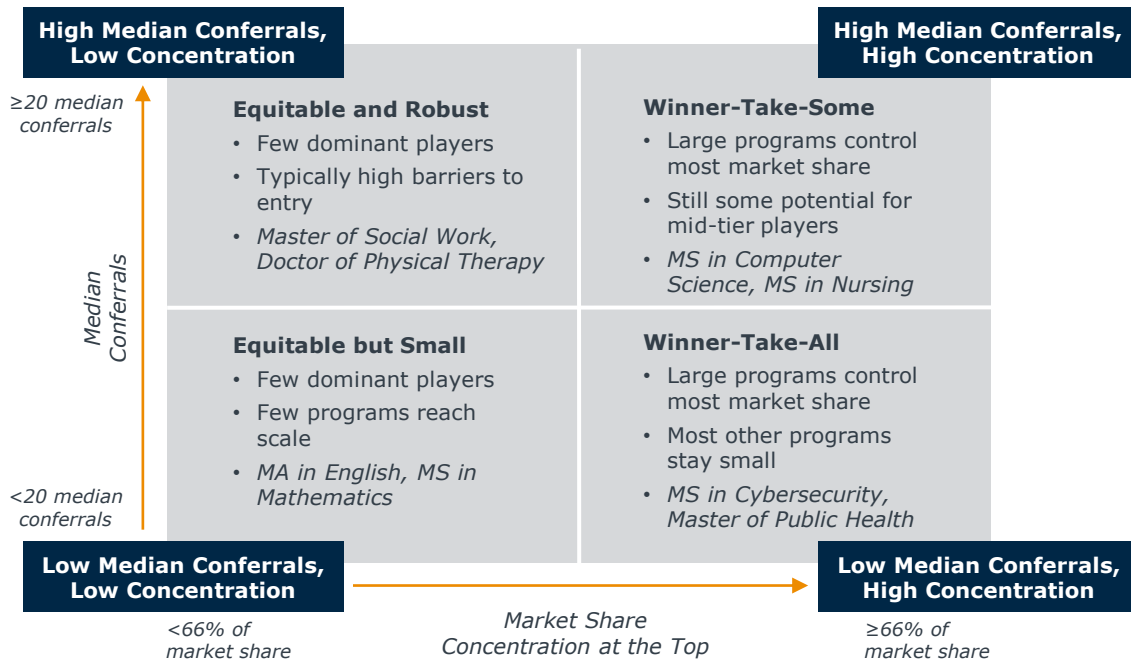 High Median Conferrals,
Low Concentration
High Median Conferrals,
High Concentration
≥20 median
conferrals
Equitable and Robust
• Few dominant players
• Typically high barriers to
entry
• Master of Social Work,
Doctor of Physical Therapy
Winner-Take-Some
• Large programs control
most market share
• Still some potential for
mid-tier players
• MS in Computer
Science, MS in Nursing
Median
Conferrals
Equitable but Small
• Few dominant players
• Few programs reach
scale
• MA in English, MS in
Mathematics
Winner-Take-All
• Large programs control
most market share
• Most other programs
stay small
• MS in Cybersecurity,
Master of Public Health
<20 median
conferrals
Low Median Conferrals,
Low Concentration
Low Median Conferrals,
High Concentration
<66% of
market share
Market Share
Concentration at the Top
≥66% of
market share